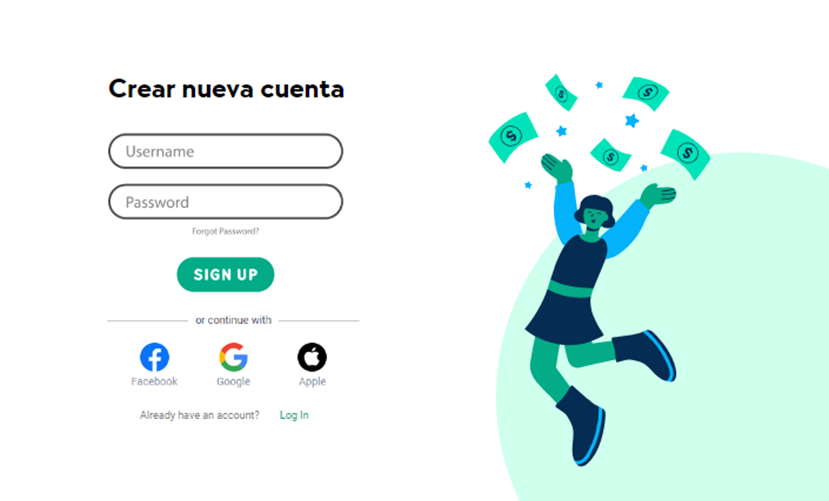 Crear nueva cuenta
Username
Password
Forgot Password?
SIGN UP
or continue with
Facebook Google Apple
Already have an account? Log In
$ $ $ $ $